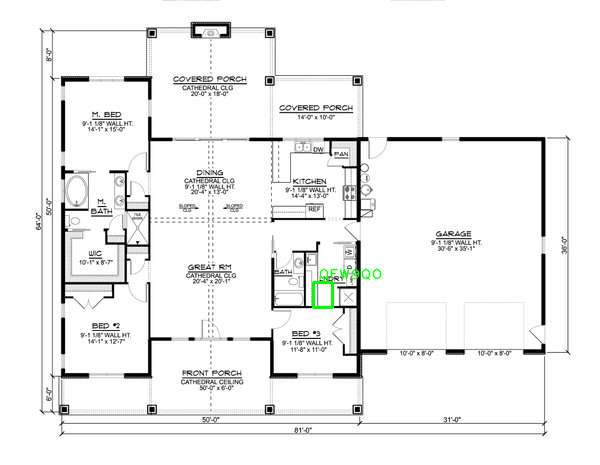 8'-0"
COVERED PORCH
CATHEDRAL CLG
20'-0" x 18'-0"
COVERED PORCH
14'-0" x 10'-0"
M. BED
9'-1 1/8" WALL HT.
14'-1" x 15'-0"
DW
PAN
DINING
CATHEDRAL CLG
9'-1 1/8" WALL HT.
20'-4" x 13'-0"
KITCHEN
9'-1 1/8" WALL HT.
14'-4" x 13'-0"
REF
M.
BATH
SLOPED
CLG
SLOPED
CLG
64'-0"
50'-0"
GARAGE
9'-1 1/8" WALL HT.
30'-6" x 35'-1"
36'-0"
WIC
10'-1" x 8'-7"
GREAT RM
CATHEDRAL CLG
20'-4" x 20'-1"
BATH
W
QFWSQO
LNDRY
BED #2
9'-1 1/8" WALL HT.
14'-1" x 12'-7"
BED #3
9'-1 1/8" WALL HT.
11'-8" x 11'-0"
10'-0" x 8'-0"
10'-0" x 8'-0"
FRONT PORCH
CATHEDRAL CEILING
50'-0" x 6'-0"
6'-0"
50'-0"
31'-0"
81'-0"